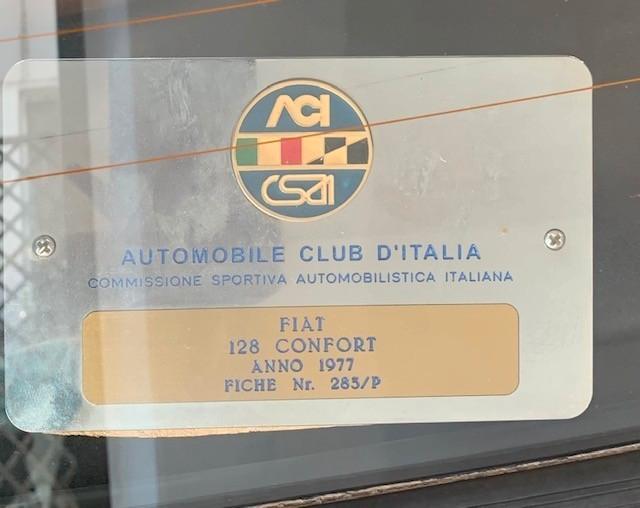 ACI
CSAI
AUTOMOBILE CLUB D'ITALIA
COMMISSIONE SPORTIVA AUTOMOBILISTICA ITALIANA
FIAT
128 CONFORT
ANNO 1977
FICHE Nr. 285/P